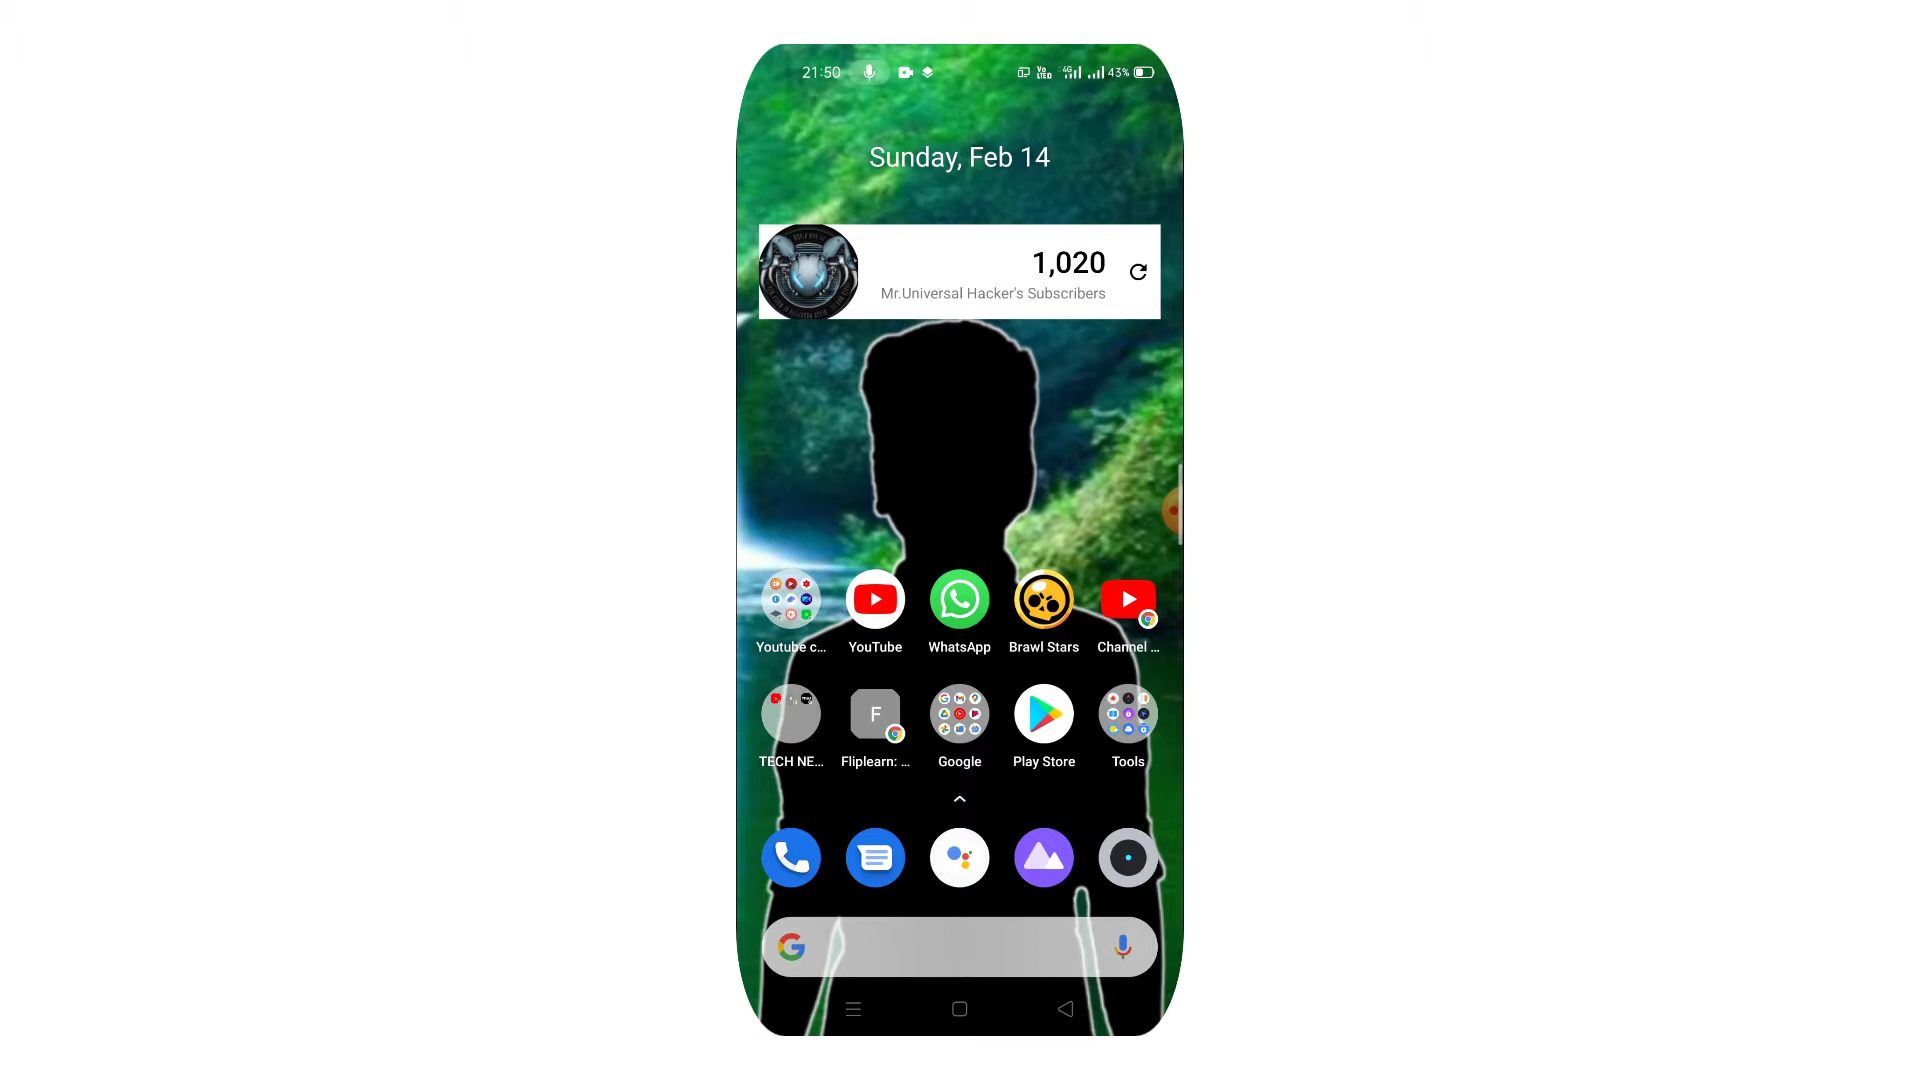 21:50 4G 43%
Sunday, Feb 14
1,020
Mr.Universal Hacker's Subscribers
Youtube c... YouTube WhatsApp Brawl Stars Channel ...
F
TECH NE... Fliplearn: ... Google Play Store Tools